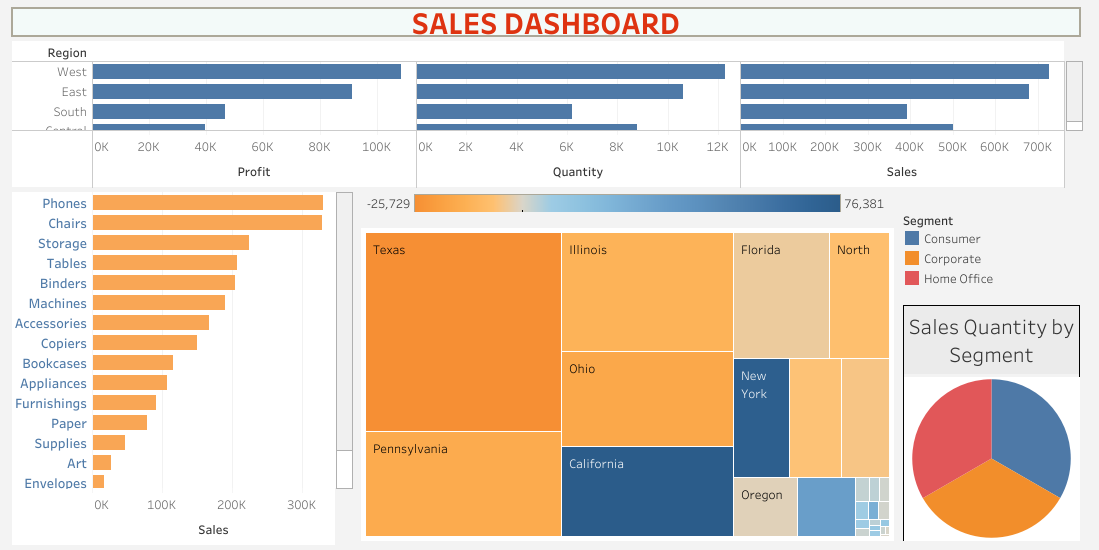 SALES DASHBOARD
Region
West
East
South
Central
0K 20K 40K 60K 80K 100K
0K 2K 4K 6K 8K 10K 12K
0K 100K 200K 300K 400K 500K 600K 700K
Profit
Quantity
Sales
Phones
Chairs
Storage
Tables
Binders
Machines
Accessories
Copiers
Bookcases
Appliances
Furnishings
Paper
Supplies
Art
Envelopes
0K 100K 200K 300K
Sales
-25,729
76,381
Texas
Illinois
Florida
North
Ohio
New
York
Pennsylvania
California
Oregon
Segment
Consumer
Corporate
Home Office
Sales Quantity by
Segment